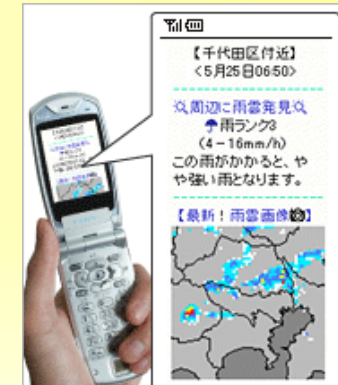 【千代田区付近】
<5月25日06:50>
周辺に雨雲発見
雨ランク3
(4-16mm/h)
この雨がかかると、や
や強い雨となります。
【最新!雨雲画像】